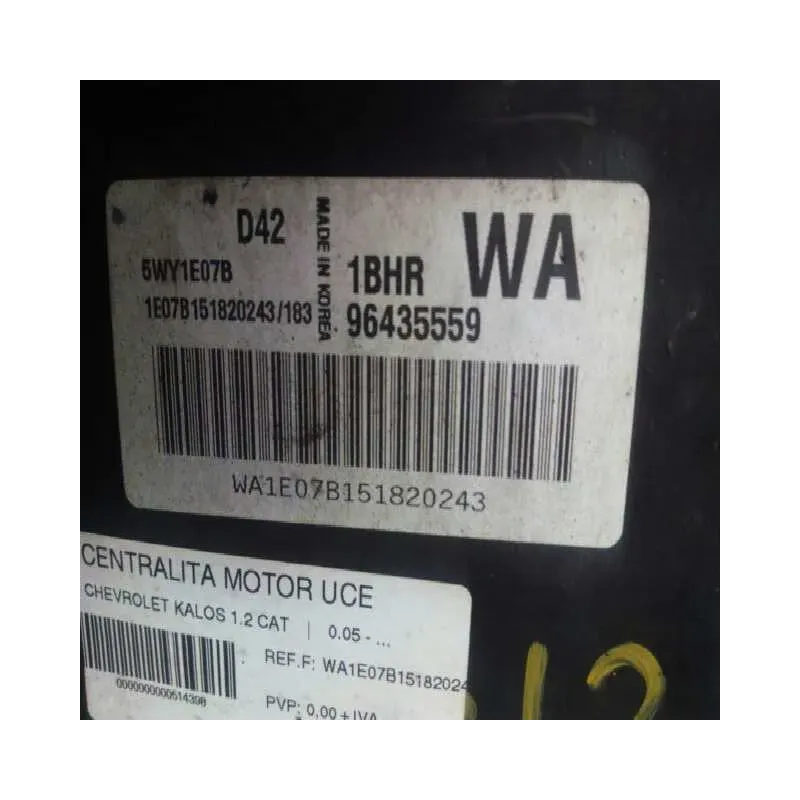 D42
MADE IN KOREA
WA
5WY1E07B
1BHR
1E07B151820243/183
96435559
WA1E07B151820243
CENTRALITA MOTOR UCE
CHEVROLET KALOS 1.2 CAT | 0.05 - ...
REF.F: WA1E07B15182024
0000000000514398
PVP: 0,00 + IVA